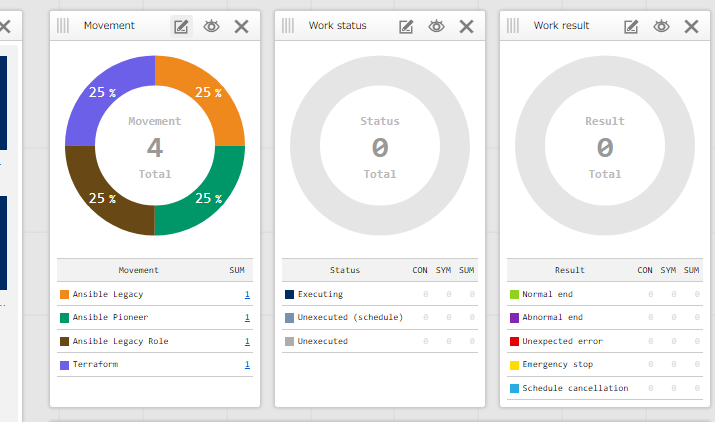 Movement
25 %
25 %
25 %
25 %
Movement
4
Total
Movement SUM
Ansible Legacy 1
Ansible Pioneer 1
Ansible Legacy Role 1
Terraform 1
Work status
Status
0
Total
Status CON SYM SUM
Executing 0 0 0
Unexecuted (schedule) 0 0 0
Unexecuted 0 0 0
Work result
Result
0
Total
Result CON SYM SUM
Normal end 0 0 0
Abnormal end 0 0 0
Unexpected error 0 0 0
Emergency stop 0 0 0
Schedule cancellation 0 0 0